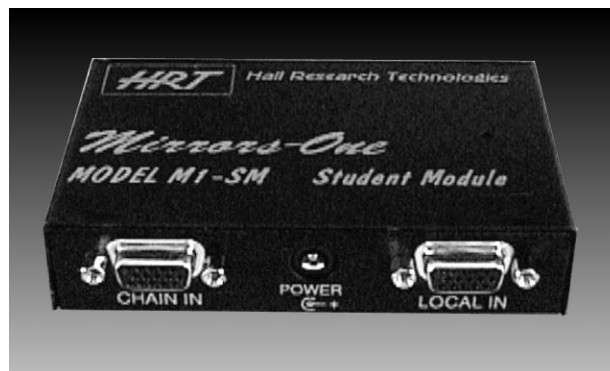 HRT Hall Research Technologies
Mirrors-One
MODEL M1-SM Student Module
CHAIN IN
POWER
LOCAL IN